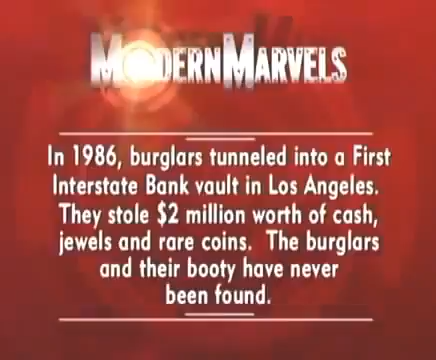 MODERN MARVELS
In 1986, burglars tunneled into a First
Interstate Bank vault in Los Angeles.
They stole $2 million worth of cash,
jewels and rare coins. The burglars
and their booty have never
been found.